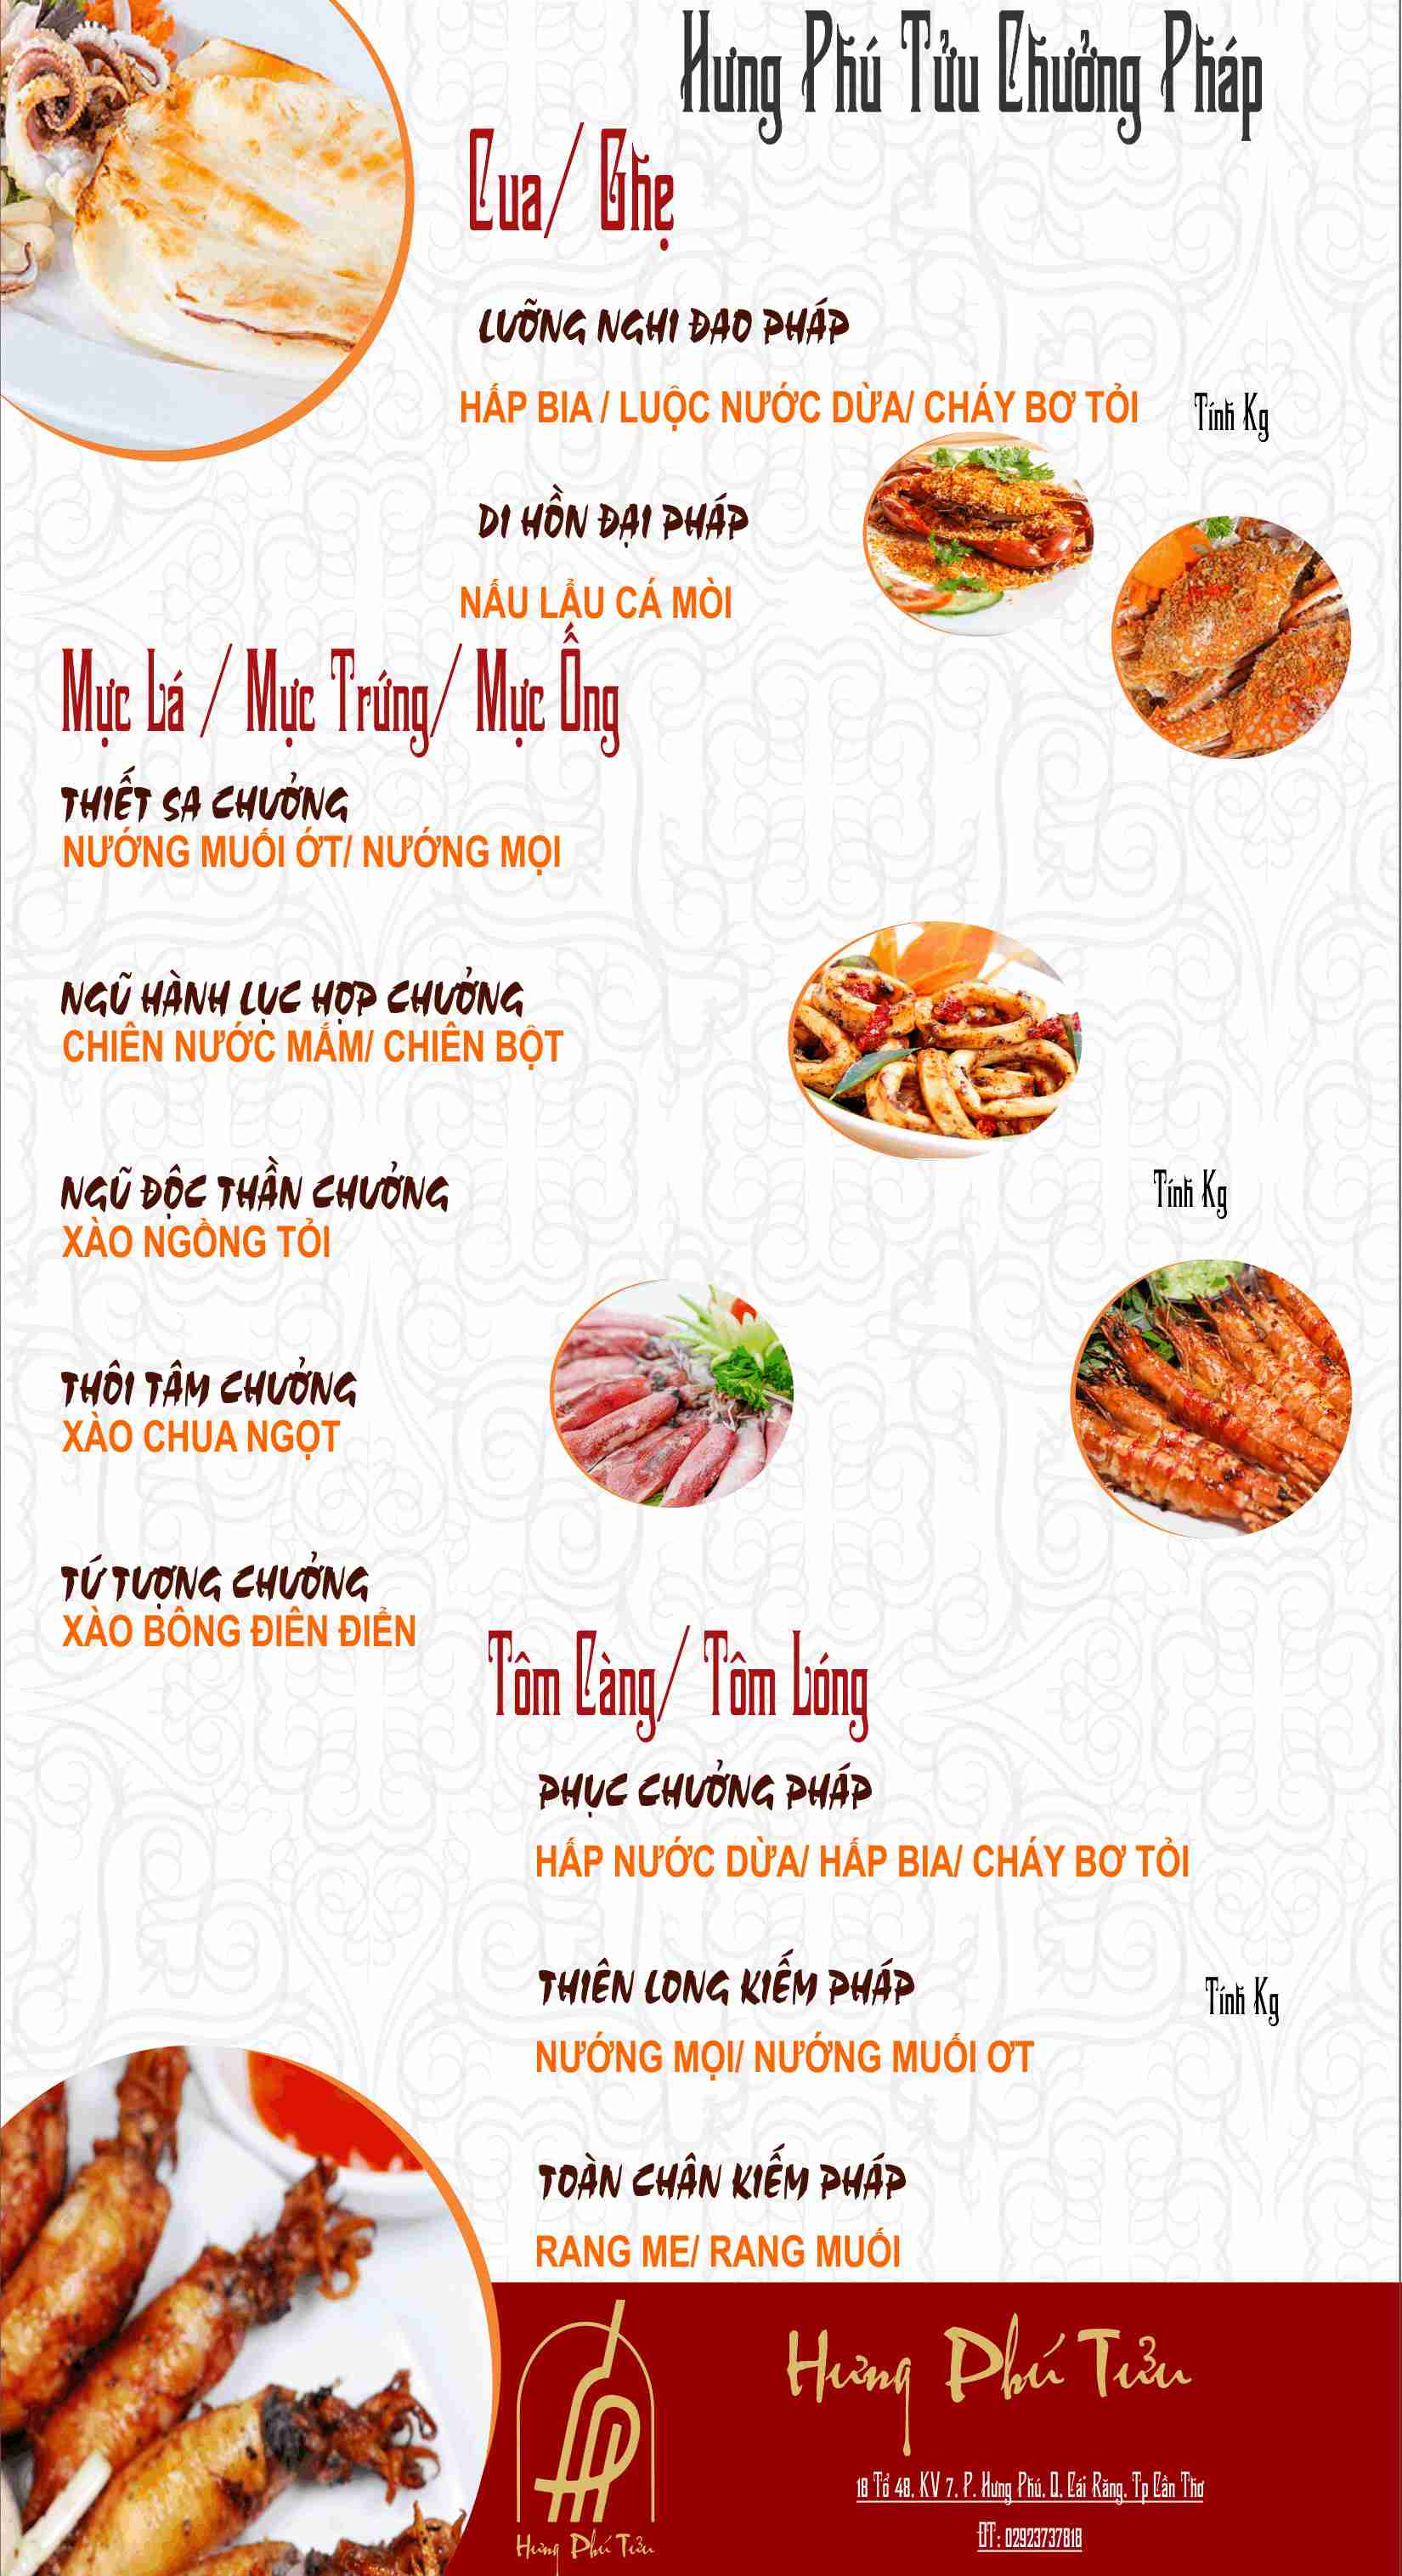 Hưng Phú Tửu Chưởng Pháp
Cua/ Ghẹ
LƯỠNG NGHI ĐAO PHÁP
HẤP BIA / LUỘC NƯỚC DỪA/ CHÁY BƠ TỎI
Tính Kg
DI HỒN ĐẠI PHÁP
NẤU LẨU CÁ MÒI
Mực Lá / Mực Trứng/ Mực Ống
THIẾT SA CHƯỞNG
NƯỚNG MUỐI ỚT/ NƯỚNG MỌI
NGŨ HÀNH LỤC HỢP CHƯỞNG
CHIÊN NƯỚC MẮM/ CHIÊN BỘT
NGŨ ĐỘC THẦN CHƯỞNG
XÀO NGỒNG TỎI
Tính Kg
THÔI TÂM CHƯỞNG
XÀO CHUA NGỌT
TỨ TƯỢNG CHƯỞNG
XÀO BÔNG ĐIÊN ĐIỂN
Tôm Càng/ Tôm Lóng
PHỤC CHƯỞNG PHÁP
HẤP NƯỚC DỪA/ HẤP BIA/ CHÁY BƠ TỎI
THIÊN LONG KIẾM PHÁP
Tính Kg
NƯỚNG MỌI/ NƯỚNG MUỐI ƠT
TOÀN CHÂN KIẾM PHÁP
RANG ME/ RANG MUỐI
Hưng Phú Tửu
Hưng Phú Tửu
18 Tổ 48, KV 7, P. Hưng Phú, Q. Cái Răng, Tp Cần Thơ
ĐT: 02923737818